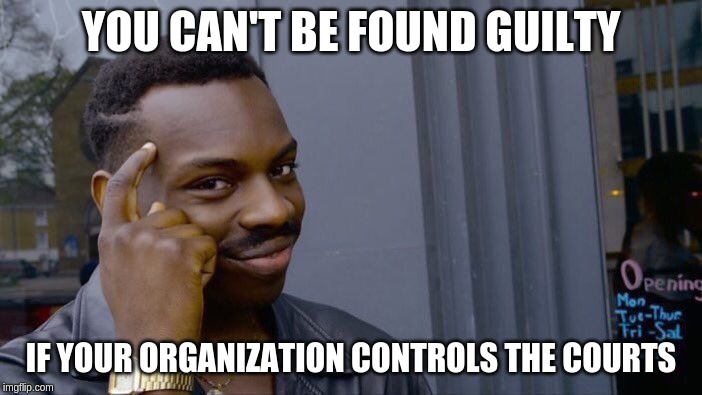 YOU CAN'T BE FOUND GUILTY
Opening
Mon
Tue-Thur
Fri-Sat
IF YOUR ORGANIZATION CONTROLS THE COURTS
imgflip.com